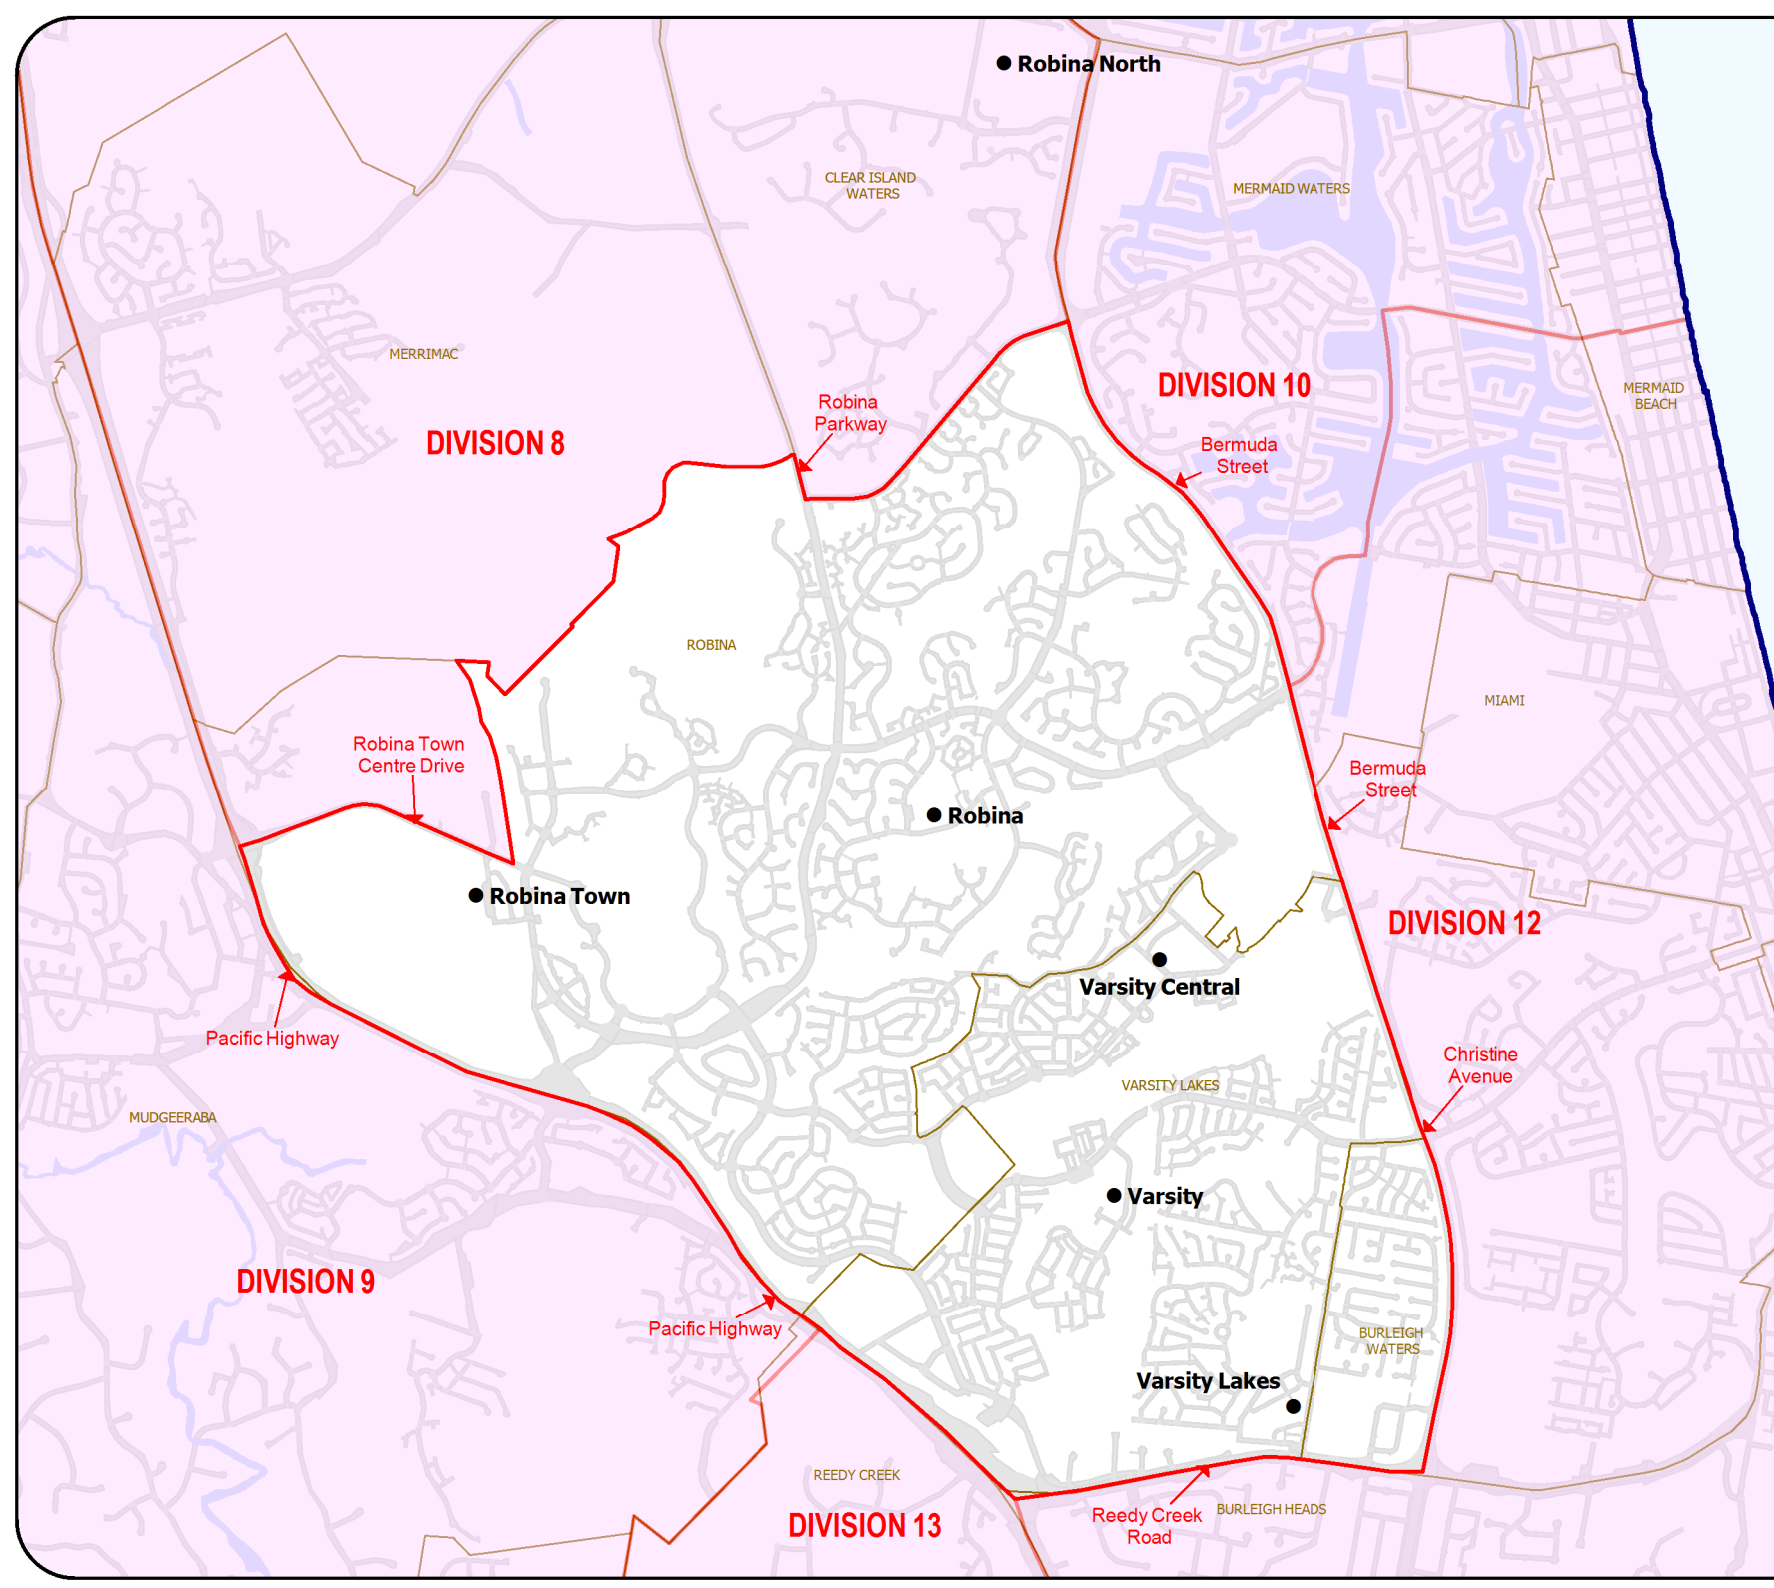 Robina North
CLEAR ISLAND
WATERS
MERMAID WATERS
MERRIMAC
DIVISION 8
Robina
Parkway
DIVISION 10
MERMAID
BEACH
Bermuda
Street
ROBINA
MIAMI
Robina Town
Centre Drive
Bermuda
Street
Robina
Robina Town
DIVISION 12
Varsity Central
Pacific Highway
Christine
Avenue
VARSITY LAKES
MUDGEERABA
Varsity
DIVISION 9
Pacific Highway
BURLEIGH
WATERS
Varsity Lakes
REEDY CREEK
DIVISION 13
Reedy Creek
Road
BURLEIGH HEADS